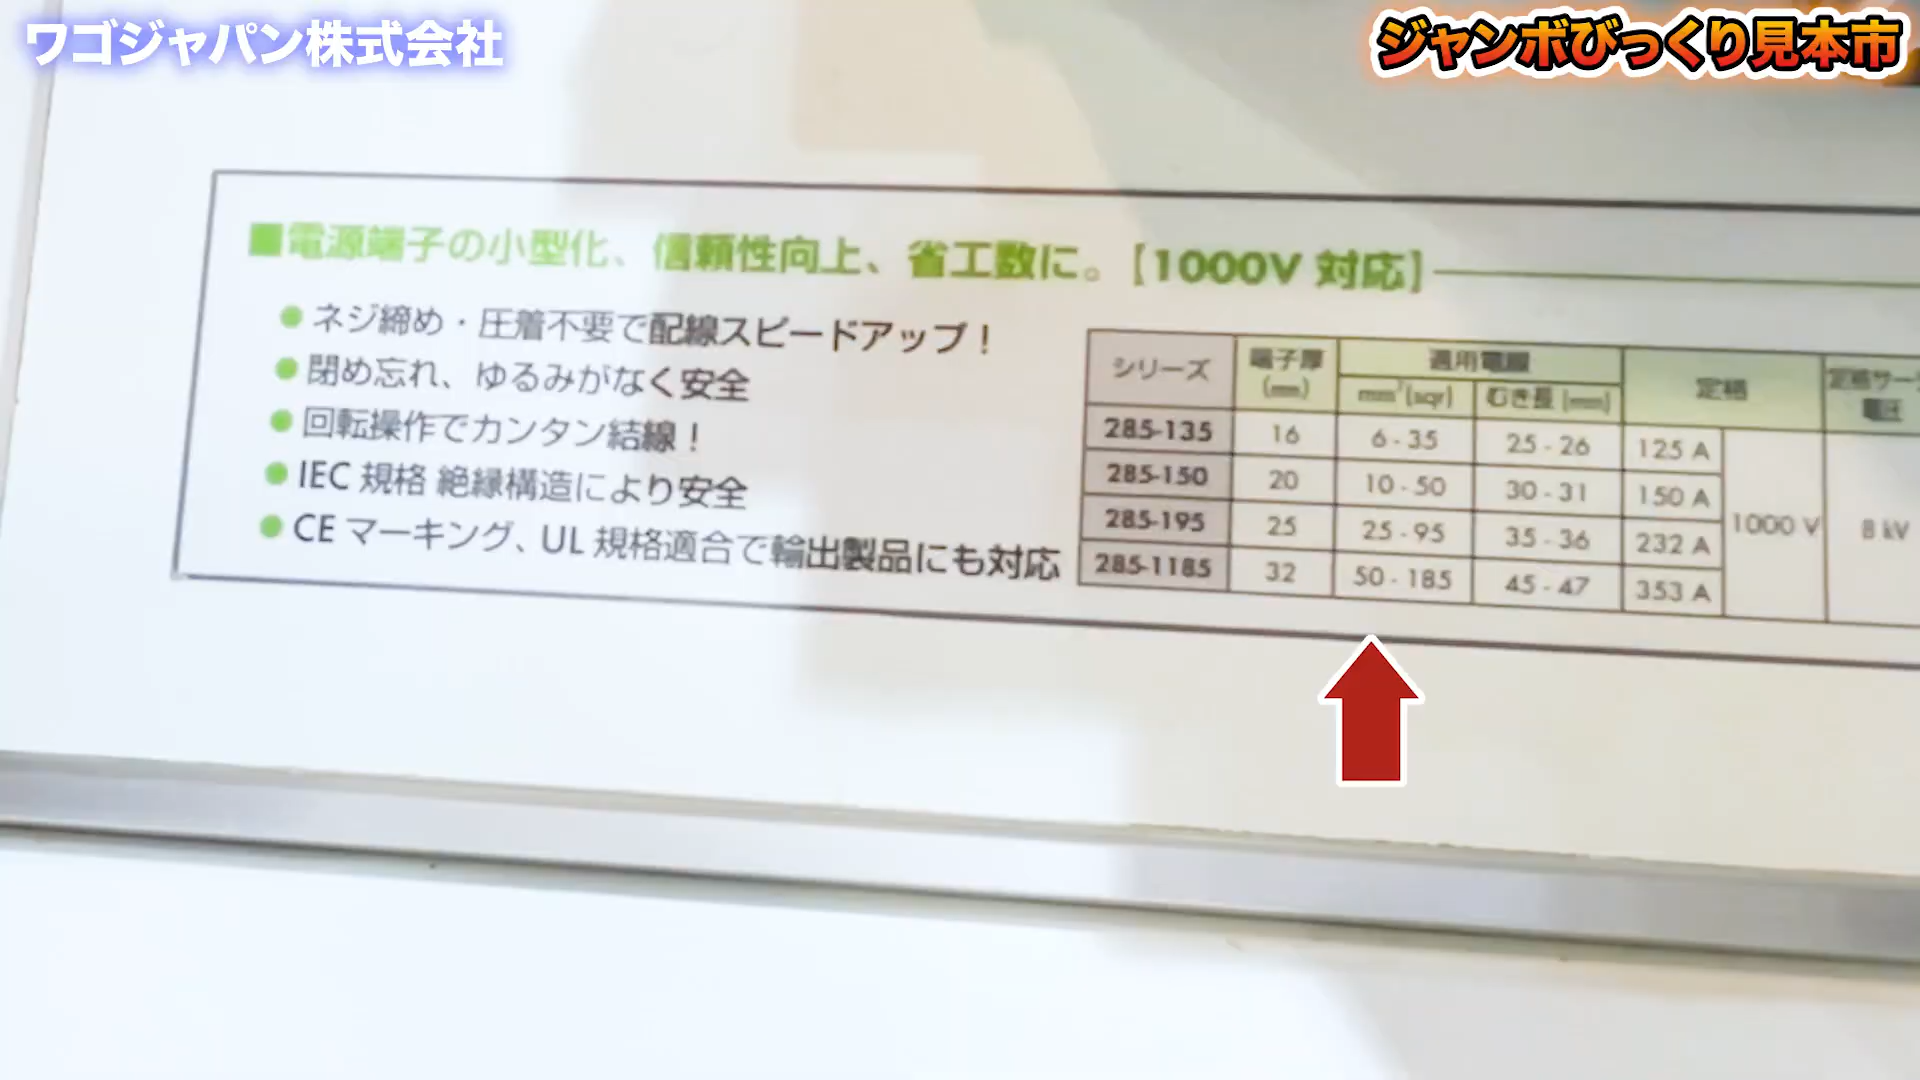 ワゴジャパン株式会社
ジャンボびっくり見本市
■電源端子の小型化、信頼性向上、省工数に。【1000V 対応】
● ネジ締め・圧着不要で配線スピードアップ！
● 閉め忘れ、ゆるみがなく安全
● 回転操作でカンタン結線！
● IEC 規格 絶縁構造により安全
● CE マーキング、UL 規格適合で輸出製品にも対応
シリーズ 端子厚 (mm) 適用電線 定格 定格サー
mm²(sqr) むき長 (mm) 電圧
285-135 16 6 - 35 25 - 26 125 A
285-150 20 10 - 50 30 - 31 150 A
285-195 25 25 - 95 35 - 36 232 A 1000 V 8 kV
285-1185 32 50 - 185 45 - 47 353 A